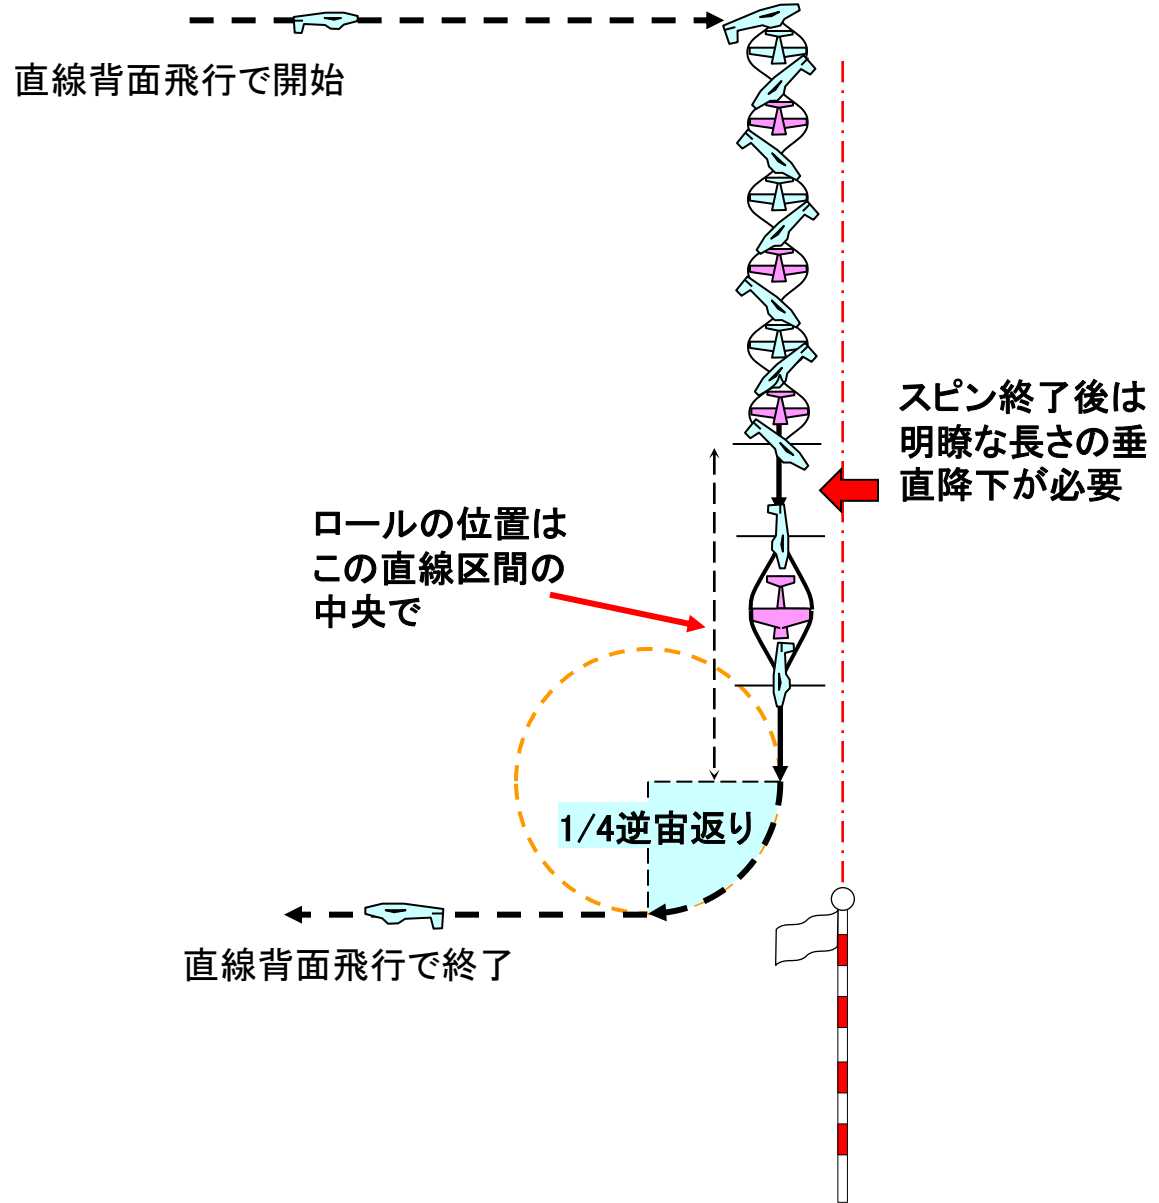 直線背面飛行で開始
スピン終了後は
明瞭な長さの垂
直降下が必要
ロールの位置は
この直線区間の
中央で
1/4逆宙返り
直線背面飛行で終了